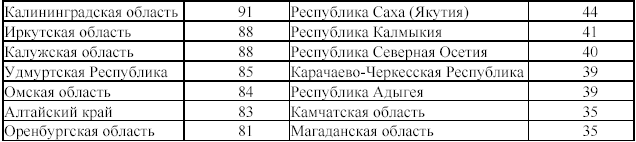 Калининградская область 91 Республика Саха (Якутия) 44
Иркутская область 88 Республика Калмыкия 41
Калужская область 88 Республика Северная Осетия 40
Удмуртская Республика 85 Карачаево-Черкесская Республика 39
Омская область 84 Республика Адыгея 39
Алтайский край 83 Камчатская область 35
Оренбургская область 81 Магаданская область 35